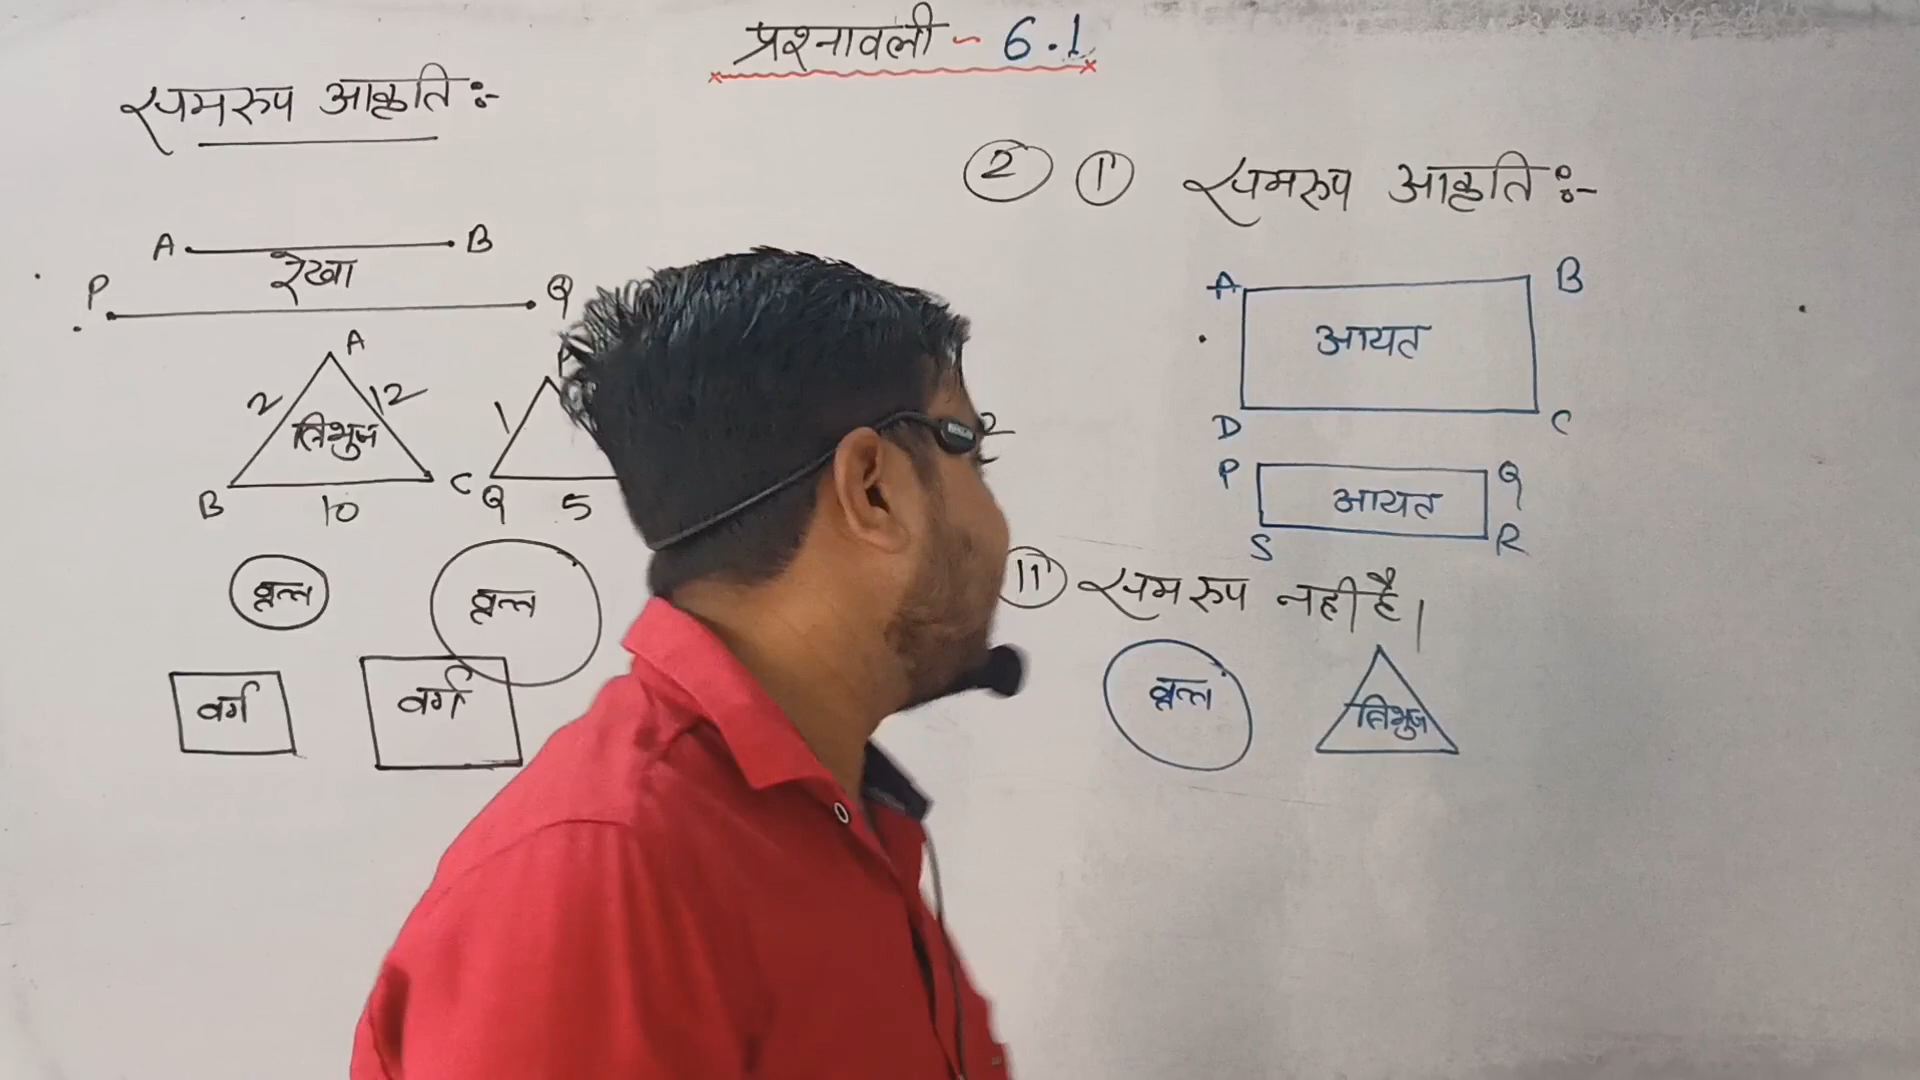 प्रश्नावली - 6.1
समरुप आकृति :-
A B
रेखा
P Q
A
2 12
त्रिभुज
B 10 C
1
Q 5
वृत्त वृत्त
वर्ग वर्ग
2 i समरुप आकृति :-
A B
आयत
D C
P Q
आयत
S R
ii समरुप नही है।
वृत्त त्रिभुज